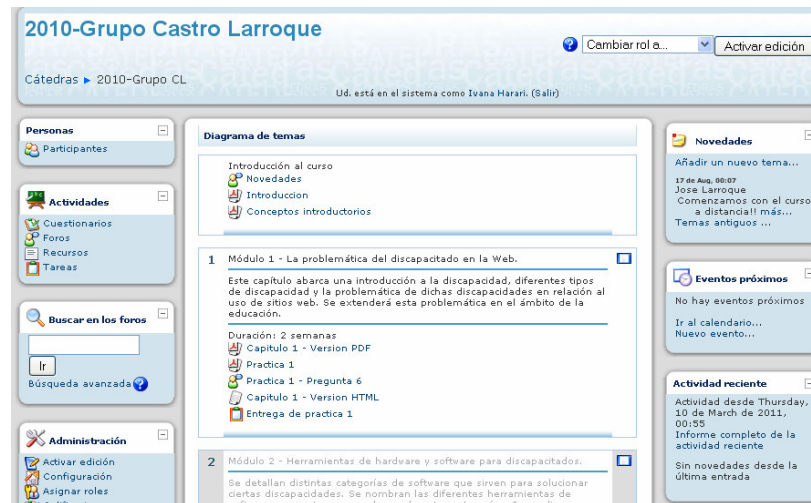 2010-Grupo Castro Larroque
Cambiar rol a...
Activar edición
Cátedras ► 2010-Grupo CL
Ud. está en el sistema como Ivana Harari. (Salir)
Personas
Participantes
Actividades
Cuestionarios
Foros
Recursos
Tareas
Buscar en los foros
Ir
Búsqueda avanzada
Administración
Activar edición
Configuración
Asignar roles
Diagrama de temas
Introducción al curso
Novedades
Introduccion
Conceptos introductorios
1 Módulo 1 - La problemática del discapacitado en la Web.
Este capítulo abarca una introducción a la discapacidad, diferentes tipos
de discapacidad y la problemática de dichas discapacidades en relación al
uso de sitios web. Se extenderá esta problemática en el ámbito de la
educación.
Duración: 2 semanas
Capitulo 1 - Version PDF
Practica 1
Practica 1 - Pregunta 6
Capitulo 1 - Version HTML
Entrega de practica 1
2 Módulo 2 - Herramientas de hardware y software para discapacitados.
Se detallan distintas categorías de software que sirven para solucionar
ciertas discapacidades. Se nombran las diferentes herramientas de
Novedades
Añadir un nuevo tema...
17 de Aug, 00:07
Jose Larroque
Comenzamos con el curso
a distancia!! más...
Temas antiguos ...
Eventos próximos
No hay eventos próximos
Ir al calendario...
Nuevo evento...
Actividad reciente
Actividad desde Thursday,
10 de March de 2011,
00:55
Informe completo de la
actividad reciente
Sin novedades desde la
última entrada